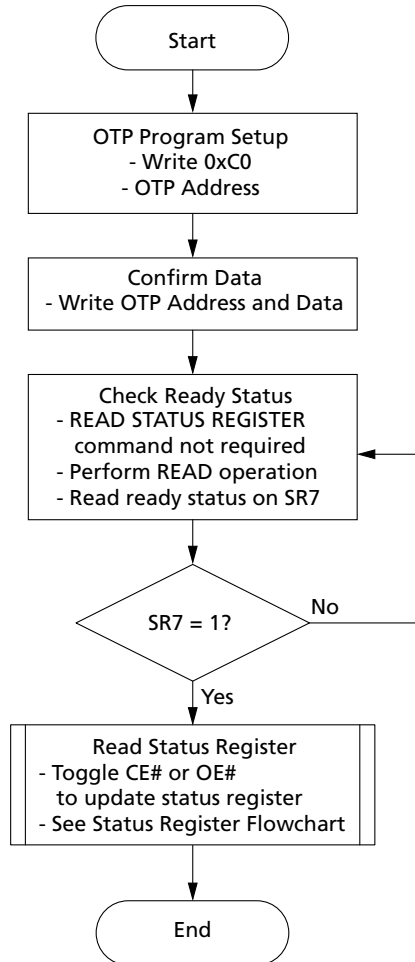 Start
OTP Program Setup
- Write 0xC0
- OTP Address
Confirm Data
- Write OTP Address and Data
Check Ready Status
- READ STATUS REGISTER
command not required
- Perform READ operation
- Read ready status on SR7
SR7 = 1?
No
Yes
Read Status Register
- Toggle CE# or OE#
to update status register
- See Status Register Flowchart
End